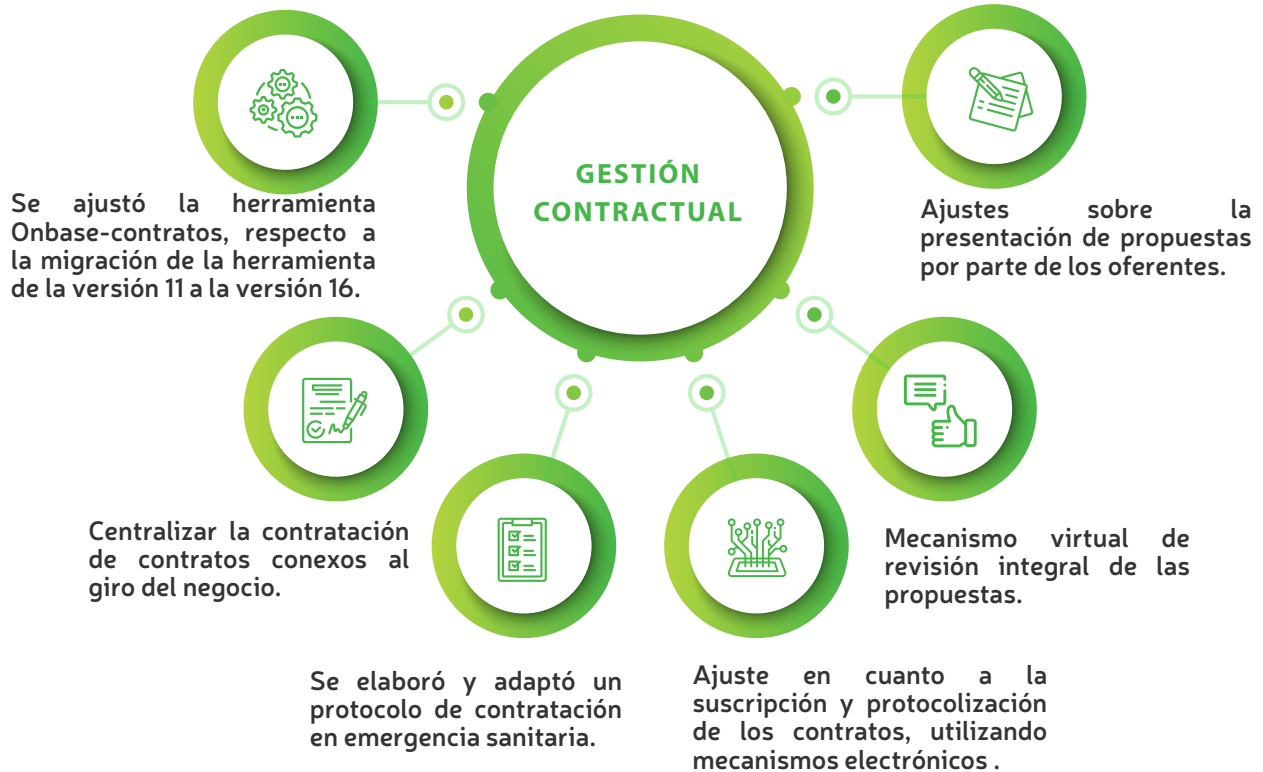 GESTIÓN
CONTRACTUAL
Se ajustó la herramienta
Onbase-contratos, respecto a
la migración de la herramienta
de la versión 11 a la versión 16.
Ajustes sobre la
presentación de propuestas
por parte de los oferentes.
Centralizar la contratación
de contratos conexos al
giro del negocio.
Mecanismo virtual de
revisión integral de las
propuestas.
Se elaboró y adaptó un
protocolo de contratación
en emergencia sanitaria.
Ajuste en cuanto a la
suscripción y protocolización
de los contratos, utilizando
mecanismos electrónicos .